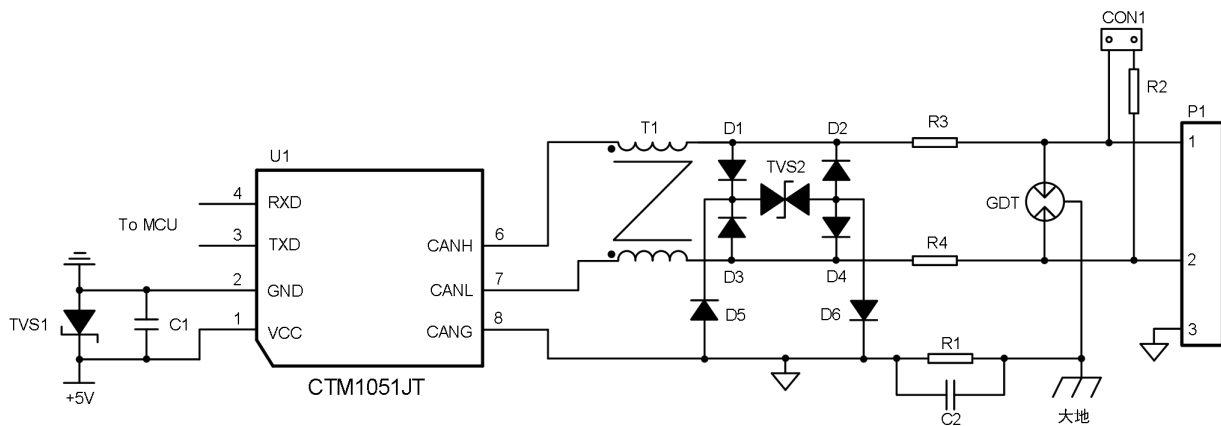 CON1
R2
P1
T1
D1
D2
R3
1
U1
TVS2
4
RXD
GDT
To MCU
3
TXD
CANH
6
R4
2
D3
D4
2
GND
CANL
7
TVS1
C1
1
VCC
CANG
8
D5
D6
R1
3
CTM1051JT
+5V
C2
大地